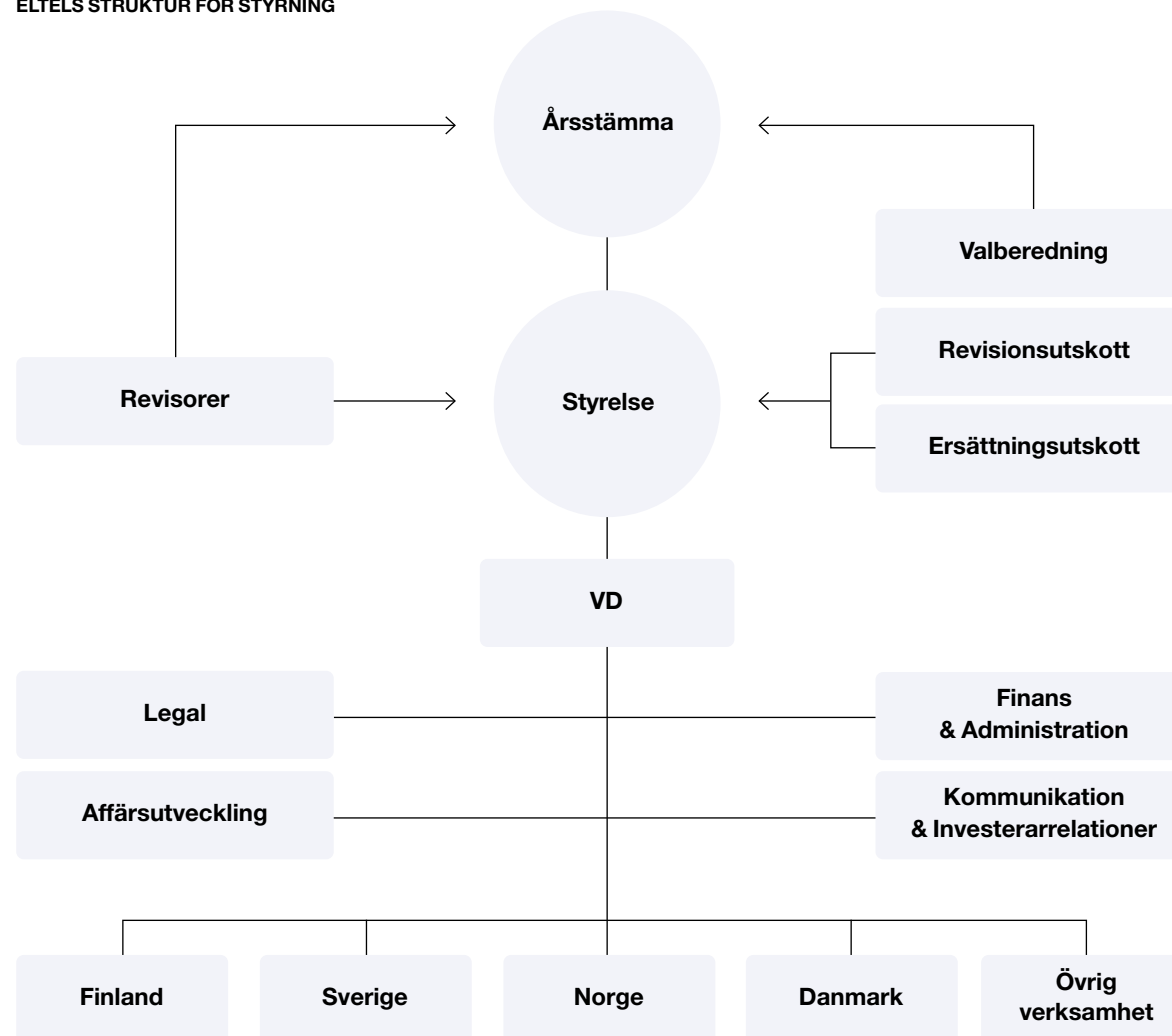 ELTELS STRUKTUR FÖR STYRNING
Årsstämma
Valberedning
Revisionsutskott
Revisorer
Styrelse
Ersättningsutskott
VD
Legal
Finans
& Administration
Affärsutveckling
Kommunikation
& Investerarrelationer
Finland
Sverige
Norge
Danmark
Övrig
verksamhet